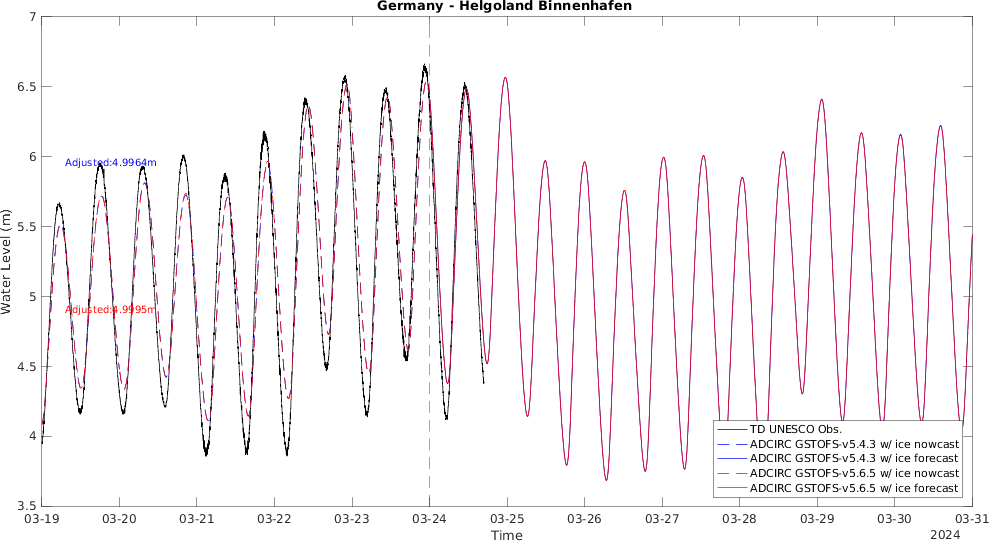 Germany - Helgoland Binnenhafen
7
6.5
6
5.5
5
4.5
4
3.5
Water Level (m)
Adjusted:4.9964m
Adjusted:4.9995m
TD UNESCO Obs.
ADCIRC GSTOFS-v5.4.3 w/ ice nowcast
ADCIRC GSTOFS-v5.4.3 w/ ice forecast
ADCIRC GSTOFS-v5.6.5 w/ ice nowcast
ADCIRC GSTOFS-v5.6.5 w/ ice forecast
03-19 03-20 03-21 03-22 03-23 03-24 03-25 03-26 03-27 03-28 03-29 03-30 03-31
Time
2024